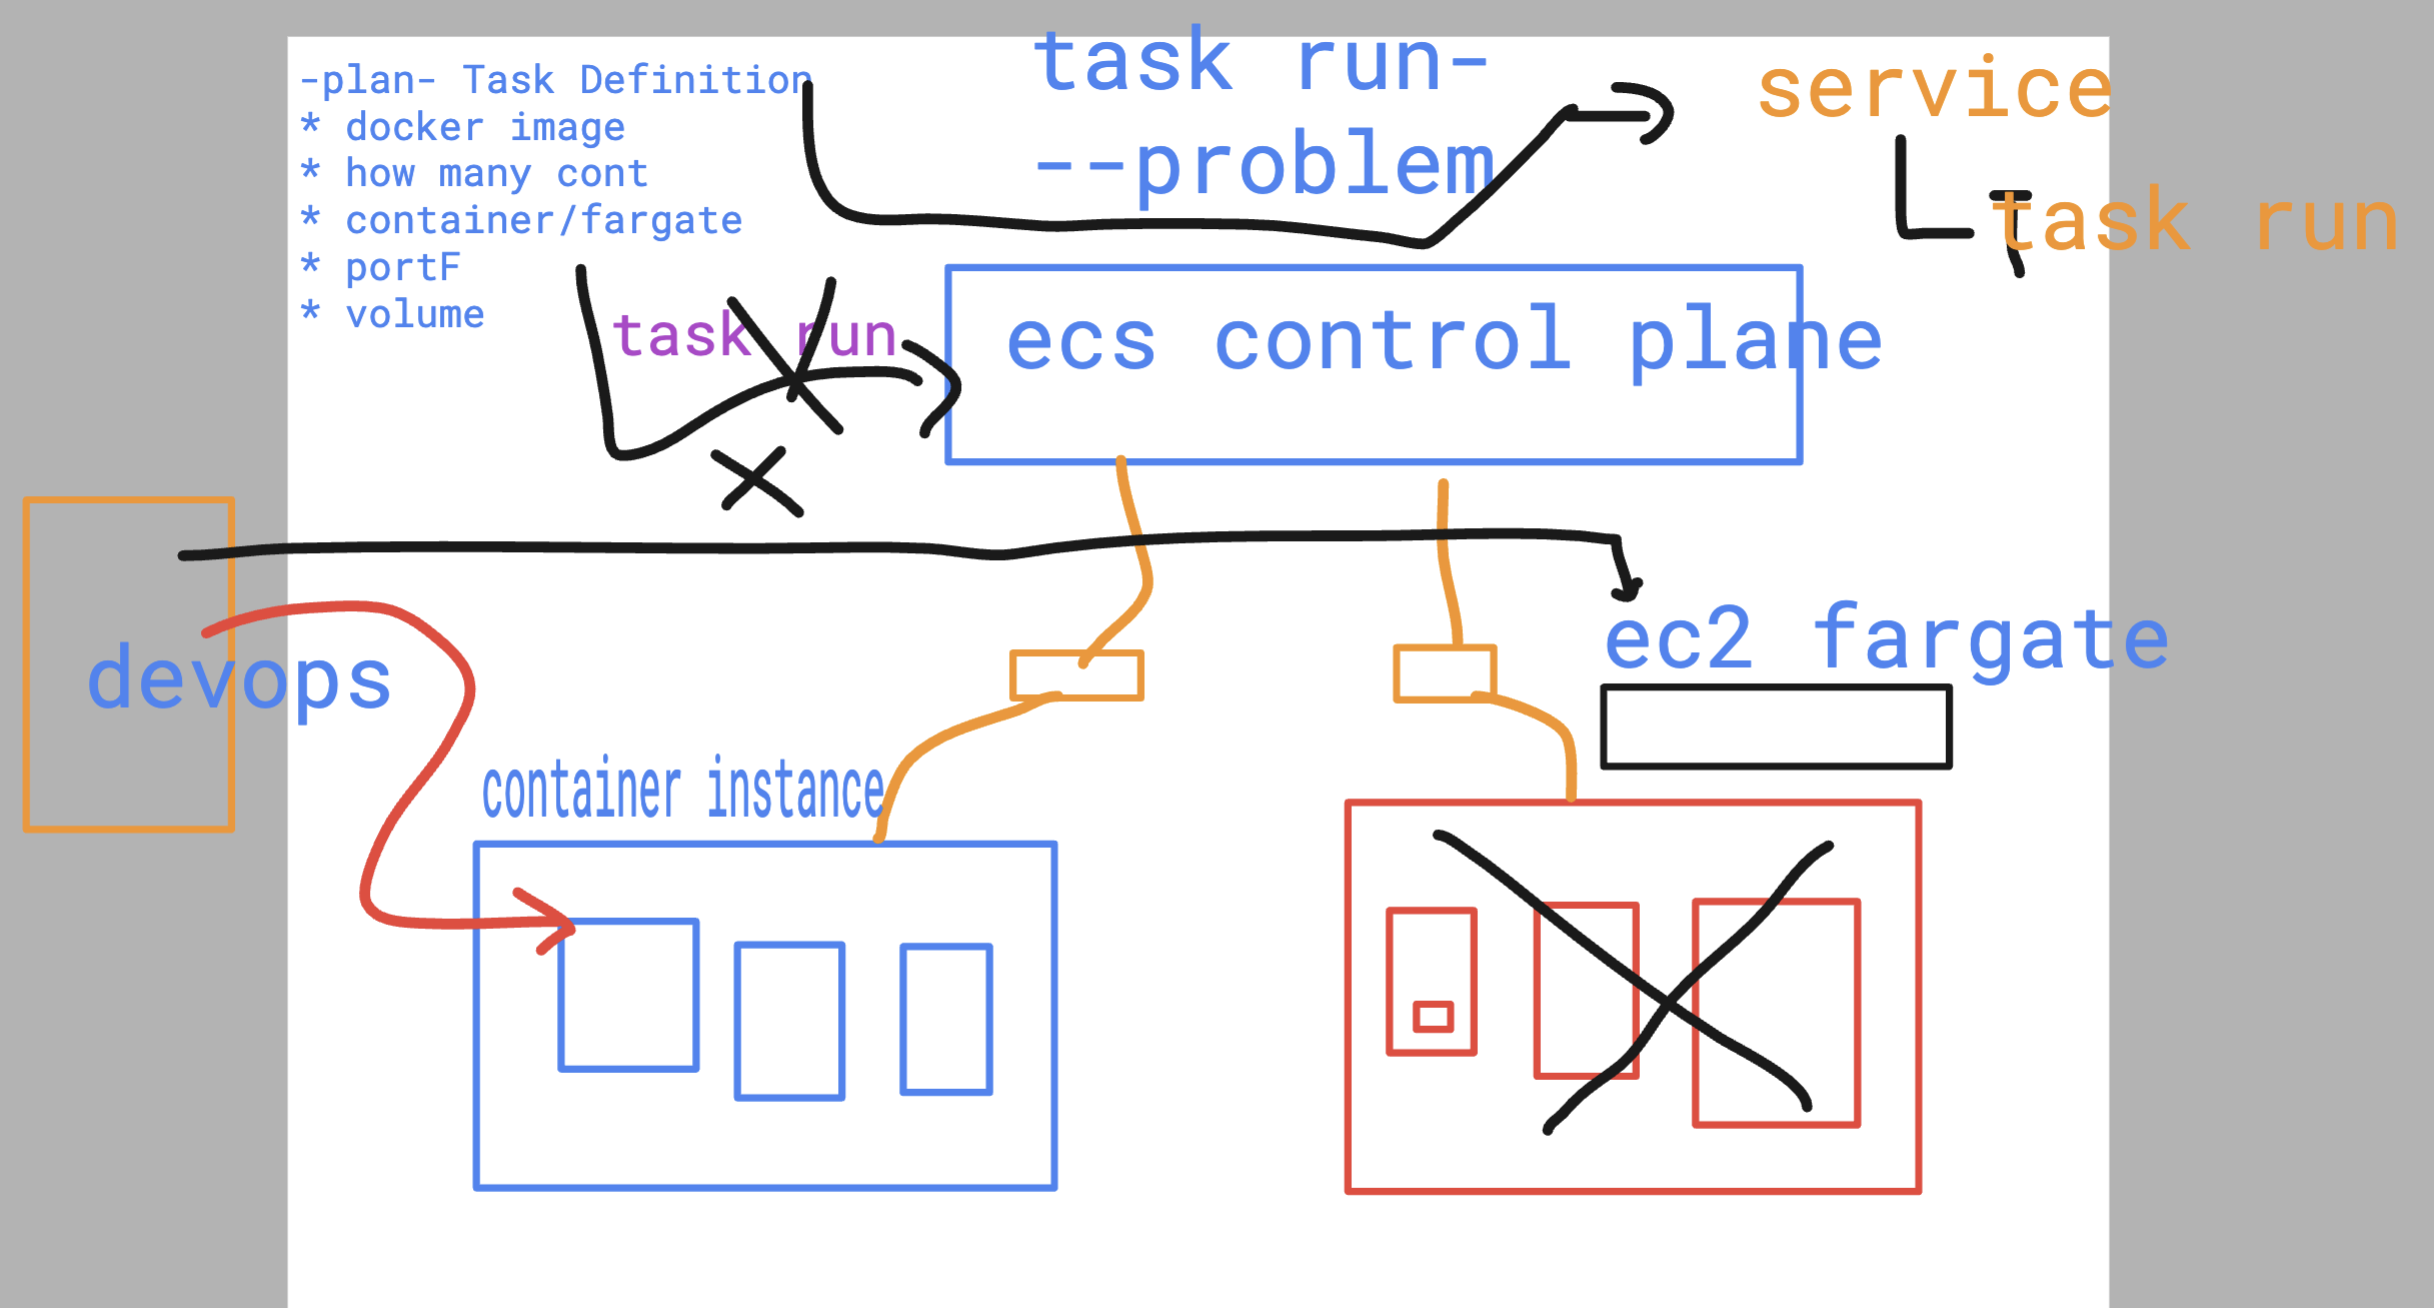 -plan- Task Definition
* docker image
* how many cont
* container/fargate
* portF
* volume
task run-
--problem
service
task run
task run
ecs control plane
devops
ec2 fargate
container instance